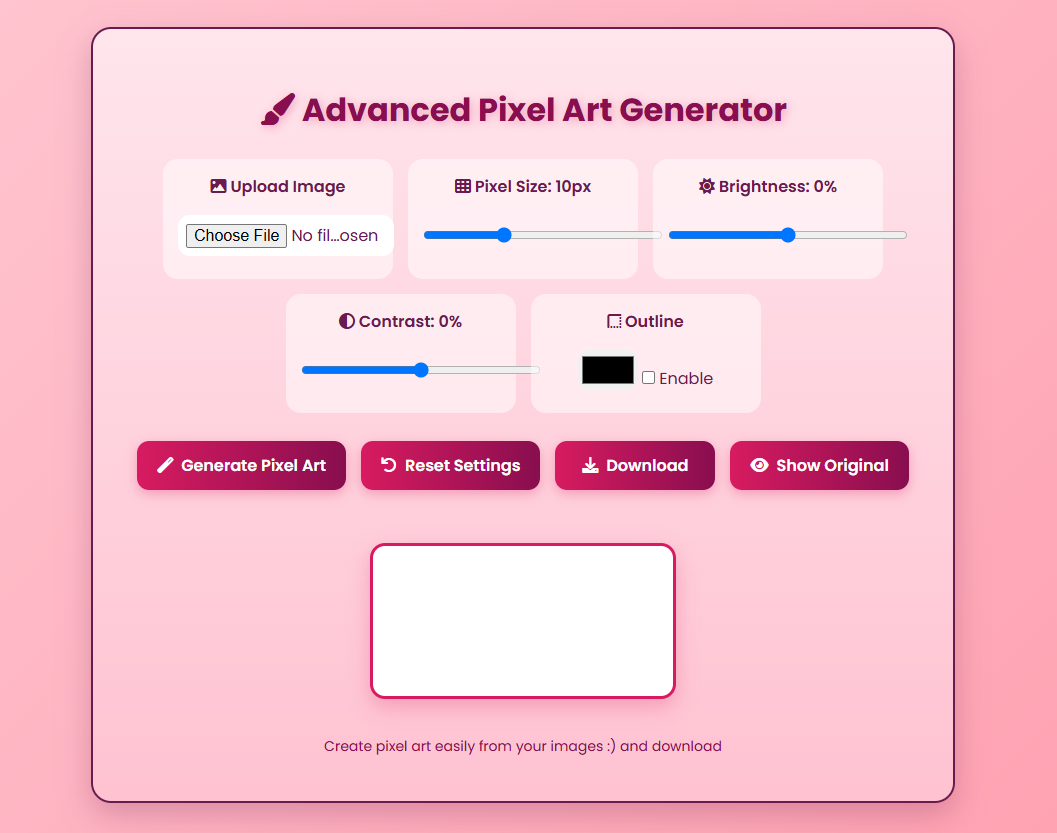 Advanced Pixel Art Generator
Upload Image
Pixel Size: 10px
Brightness: 0%
Choose File No fil...osen
Contrast: 0%
Outline
Enable
Generate Pixel Art
Reset Settings
Download
Show Original
Create pixel art easily from your images :) and download